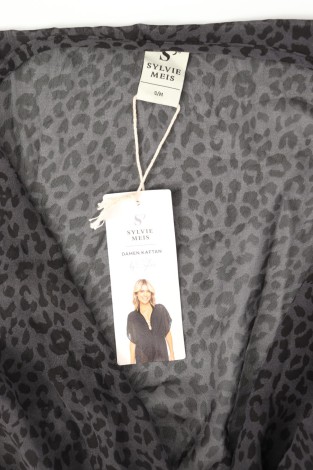 S
SYLVIE
MEIS
S/M
S
SYLVIE
MEIS
DAMEN KAFTAN